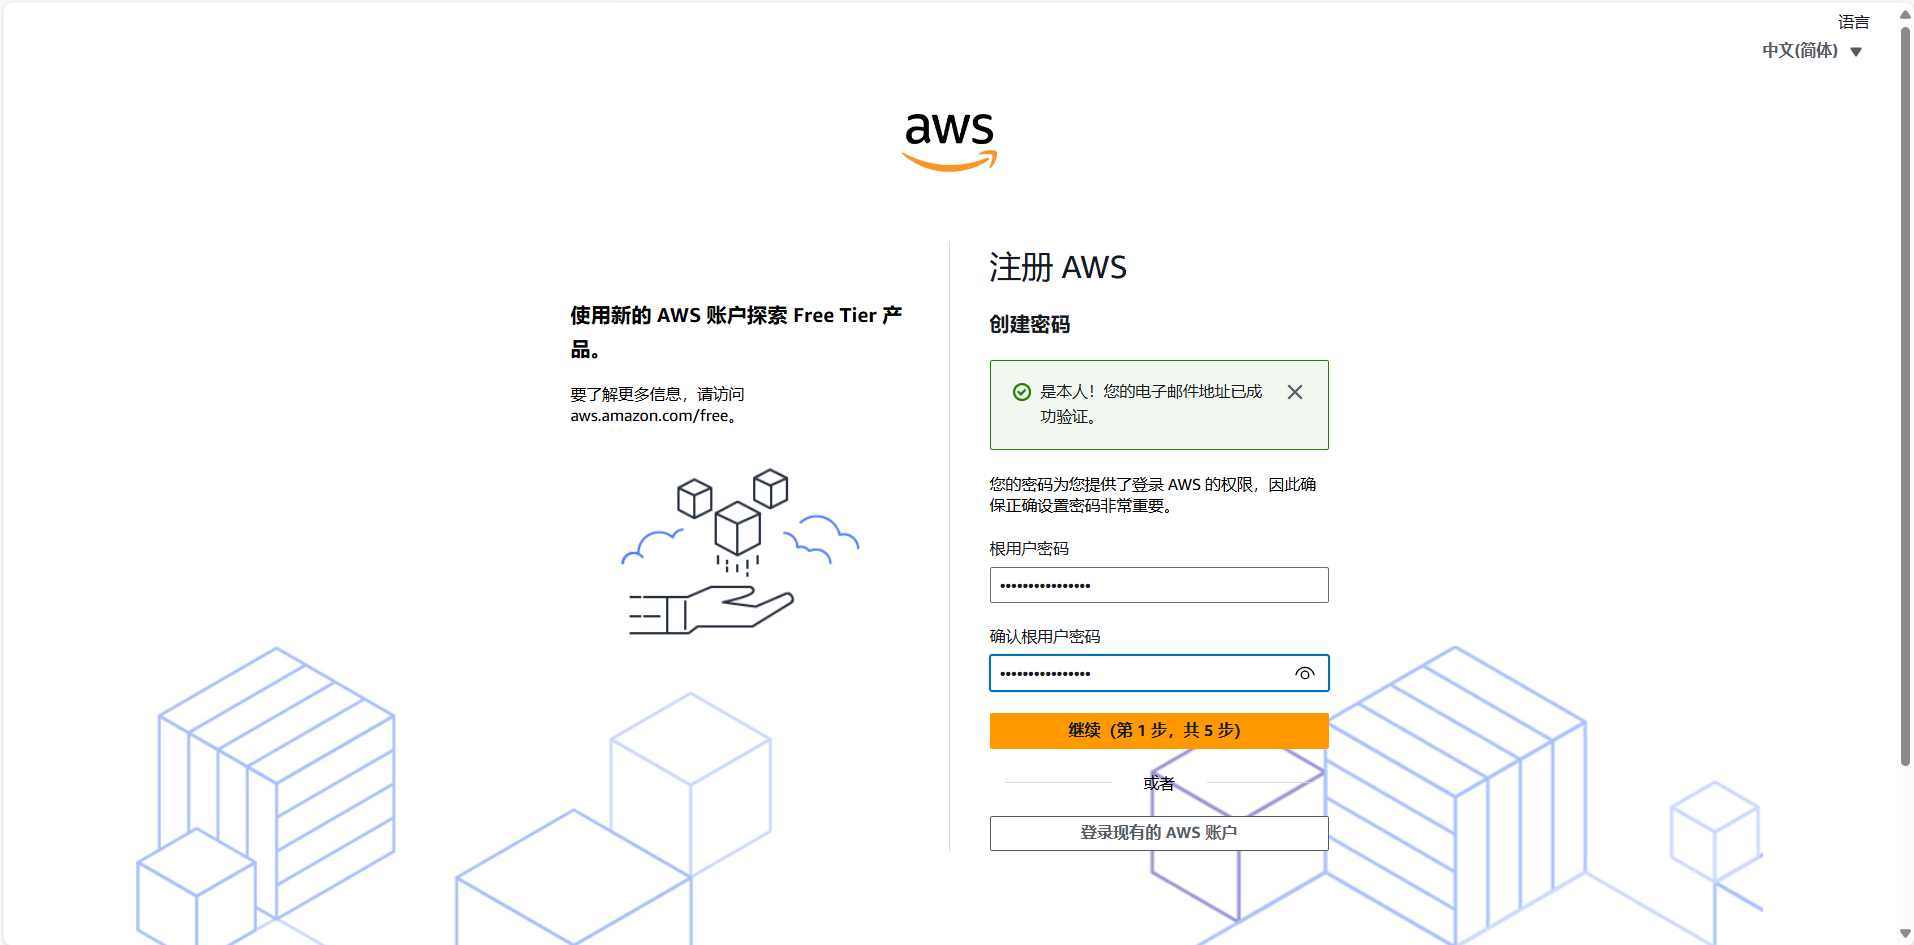 语言
中文(简体)
aws
使用新的 AWS 账户探索 Free Tier 产
品。
要了解更多信息，请访问
aws.amazon.com/free。
注册 AWS
创建密码
是本人！您的电子邮件地址已成
功验证。
您的密码为您提供了登录 AWS 的权限，因此确
保正确设置密码非常重要。
根用户密码
••••••••••••••••
确认根用户密码
••••••••••••••••
继续（第 1 步，共 5 步）
或者
登录现有的 AWS 账户